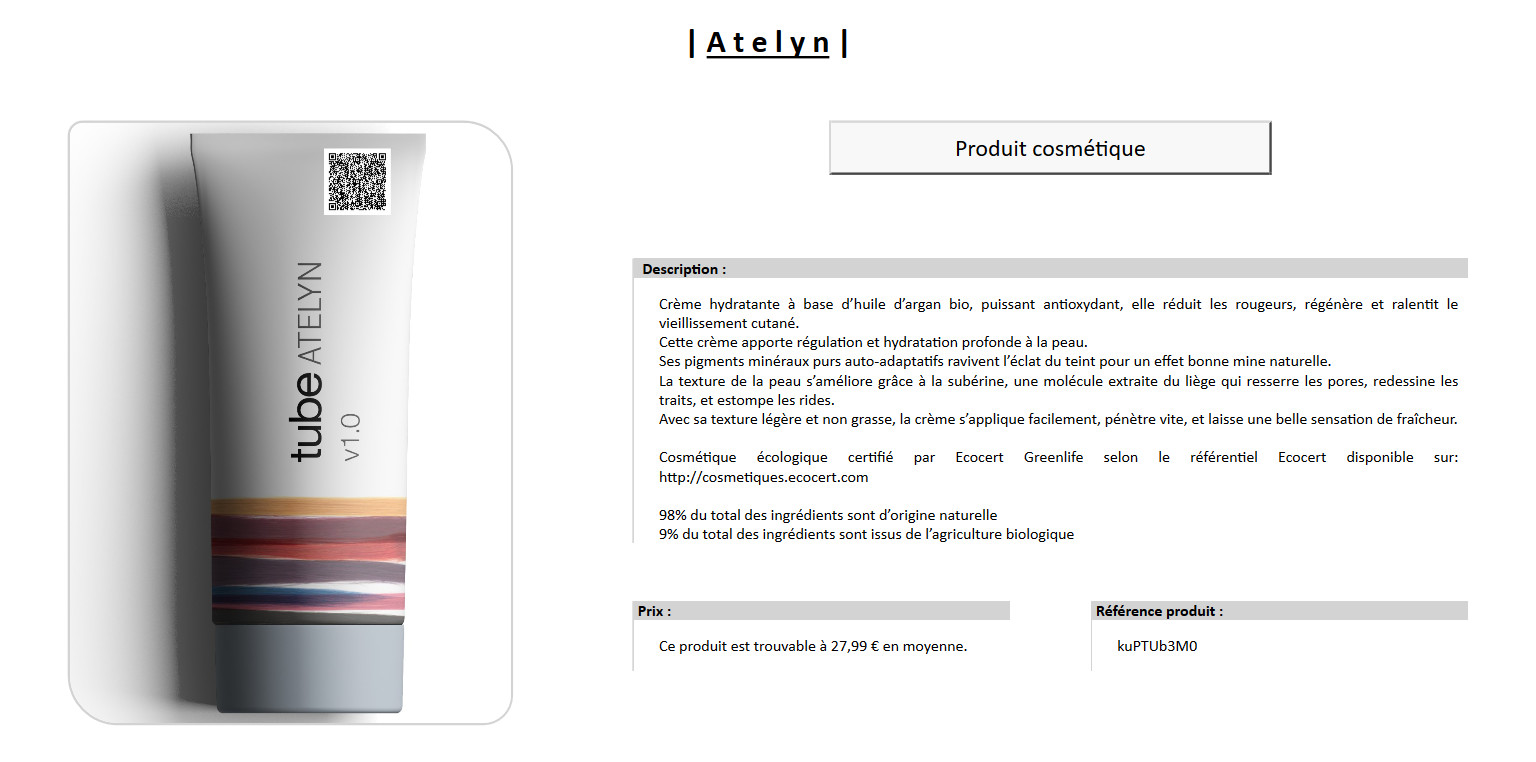 | Atelyn |
tube ATELYN
v1.0
Produit cosmétique
Description :
Crème hydratante à base d’huile d’argan bio, puissant antioxydant, elle réduit les rougeurs, régénère et ralentit le
vieillissement cutané.
Cette crème apporte régulation et hydratation profonde à la peau.
Ses pigments minéraux purs auto-adaptatifs ravivent l’éclat du teint pour un effet bonne mine naturelle.
La texture de la peau s’améliore grâce à la subérine, une molécule extraite du liège qui resserre les pores, redessine les
traits, et estompe les rides.
Avec sa texture légère et non grasse, la crème s’applique facilement, pénètre vite, et laisse une belle sensation de fraîcheur.
Cosmétique écologique certifié par Ecocert Greenlife selon le référentiel Ecocert disponible sur:
http://cosmetiques.ecocert.com
98% du total des ingrédients sont d’origine naturelle
9% du total des ingrédients sont issus de l’agriculture biologique
Prix :
Ce produit est trouvable à 27,99 € en moyenne.
Référence produit :
kuPTUb3M0